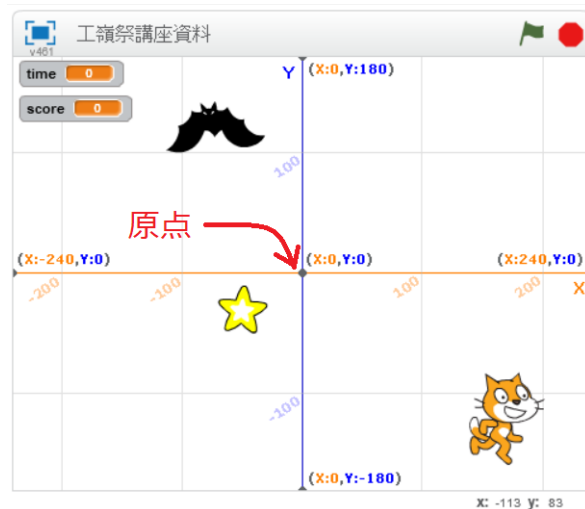 工嶺祭講座資料
v461
time 0
score 0
Y
(X:0,Y:180)
100
原点
(X:-240,Y:0)
(X:0,Y:0)
(X:240,Y:0)
-200
-100
100
200
X
-100
(X:0,Y:-180)
x: -113 y: 83